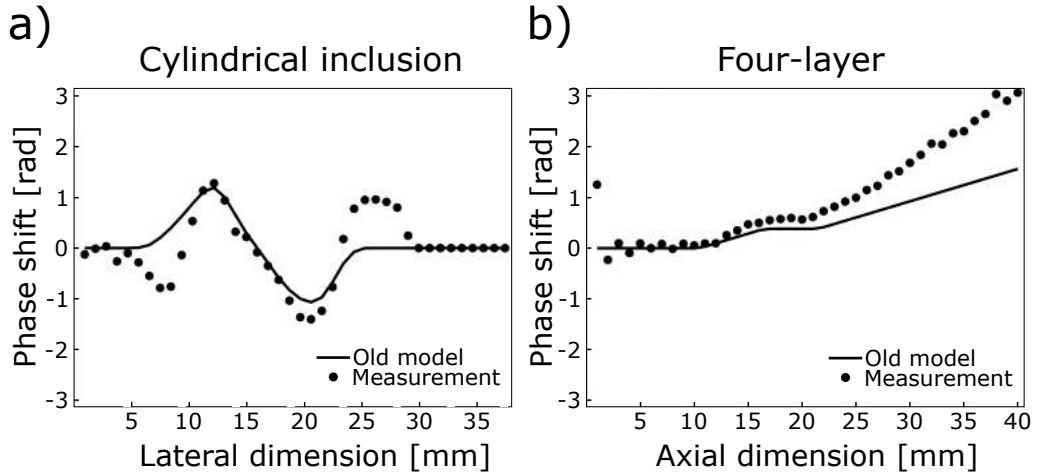 a)
Cylindrical inclusion
Phase shift [rad]
3
2
1
0
-1
-2
-3
Old model
Measurement
5 10 15 20 25 30 35
Lateral dimension [mm]
b)
Four-layer
Phase shift [rad]
3
2
1
0
-1
-2
-3
Old model
Measurement
5 10 15 20 25 30 35 40
Axial dimension [mm]